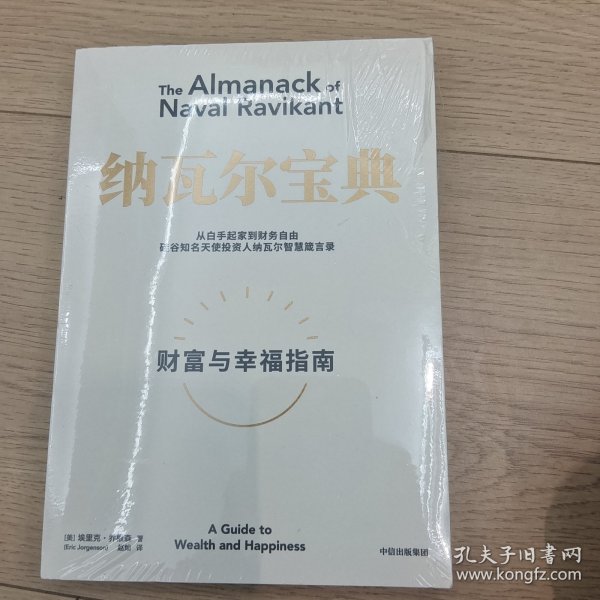 The Almanack of
Naval Ravikant
纳瓦尔宝典
从白手起家到财务自由
硅谷知名天使投资人纳瓦尔智慧箴言录
财富与幸福指南
[美] 埃里克·乔根森 著
(Eric Jorgenson) 赵灿 译
A Guide to
Wealth and Happiness
中信出版集团
孔夫子旧书网
www.kongfz.com